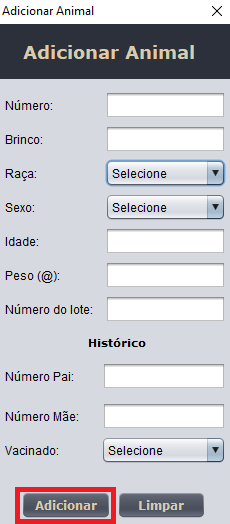 Adicionar Animal
Adicionar Animal
Número:
Brinco:
Raça: Selecione
Sexo: Selecione
Idade:
Peso (@):
Número do lote:
Histórico
Número Pai:
Número Mãe:
Vacinado: Selecione
Adicionar Limpar